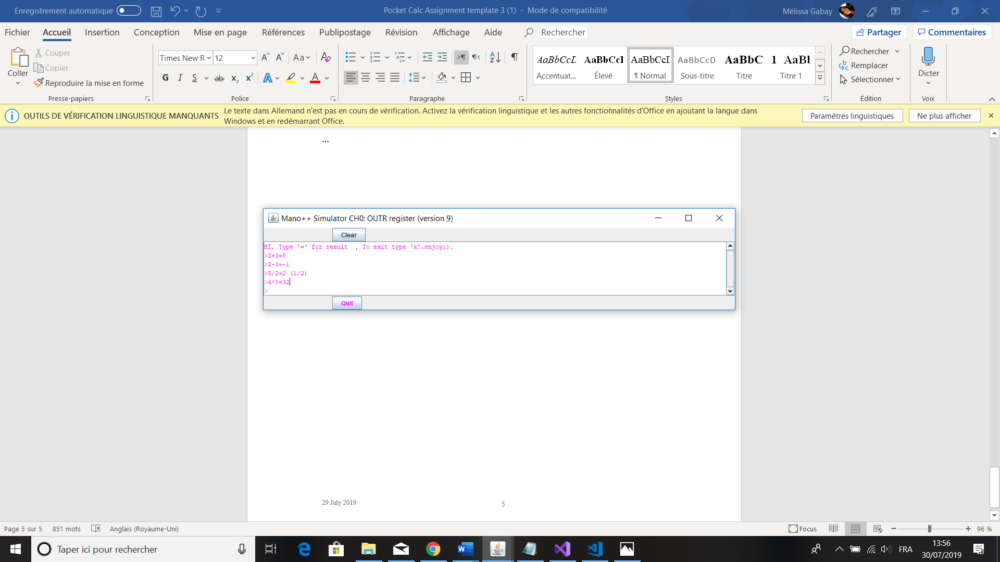 Enregistrement automatique
Pocket Calc Assignment template 3 (1) - Mode de compatibilité
Mélissa Gabay
Fichier Accueil Insertion Conception Mise en page Références Publipostage Révision Affichage Aide Rechercher
Partager Commentaires
Coller
Couper
Copier
Reproduire la mise en forme
Presse-papiers
Times New R 12
Aa
G I S ab x₂ x² A A
Police
Paragraphe
AaBbCcL AaBbCcI AaBbCcI AaBbCcD AaBbC 1 AaBl
Accentuat... Élevé ¶ Normal Sous-titre Titre Titre 1
Styles
Rechercher
Remplacer
Sélectionner
Édition
Dicter
Voix
OUTILS DE VÉRIFICATION LINGUISTIQUE MANQUANTS
Le texte dans Allemand n’est pas en cours de vérification. Activez la vérification linguistique et les autres fonctionnalités d’Office en ajoutant la langue dans
Windows et en redémarrant Office.
Paramètres linguistiques
Ne plus afficher
...
Mano++ Simulator CH0: OUTR register (version 9)
Clear
HI, Type '=' for result , To exit type 'x'.enjoy:).
>2+3=5
>2-3=-1
>5/2=2 (1/2)
>4*8=32
>
Quit
29 July 2019
5
Page 5 sur 5 851 mots Anglais (Royaume-Uni)
Focus
96 %
Taper ici pour rechercher
FRA
13:56
30/07/2019